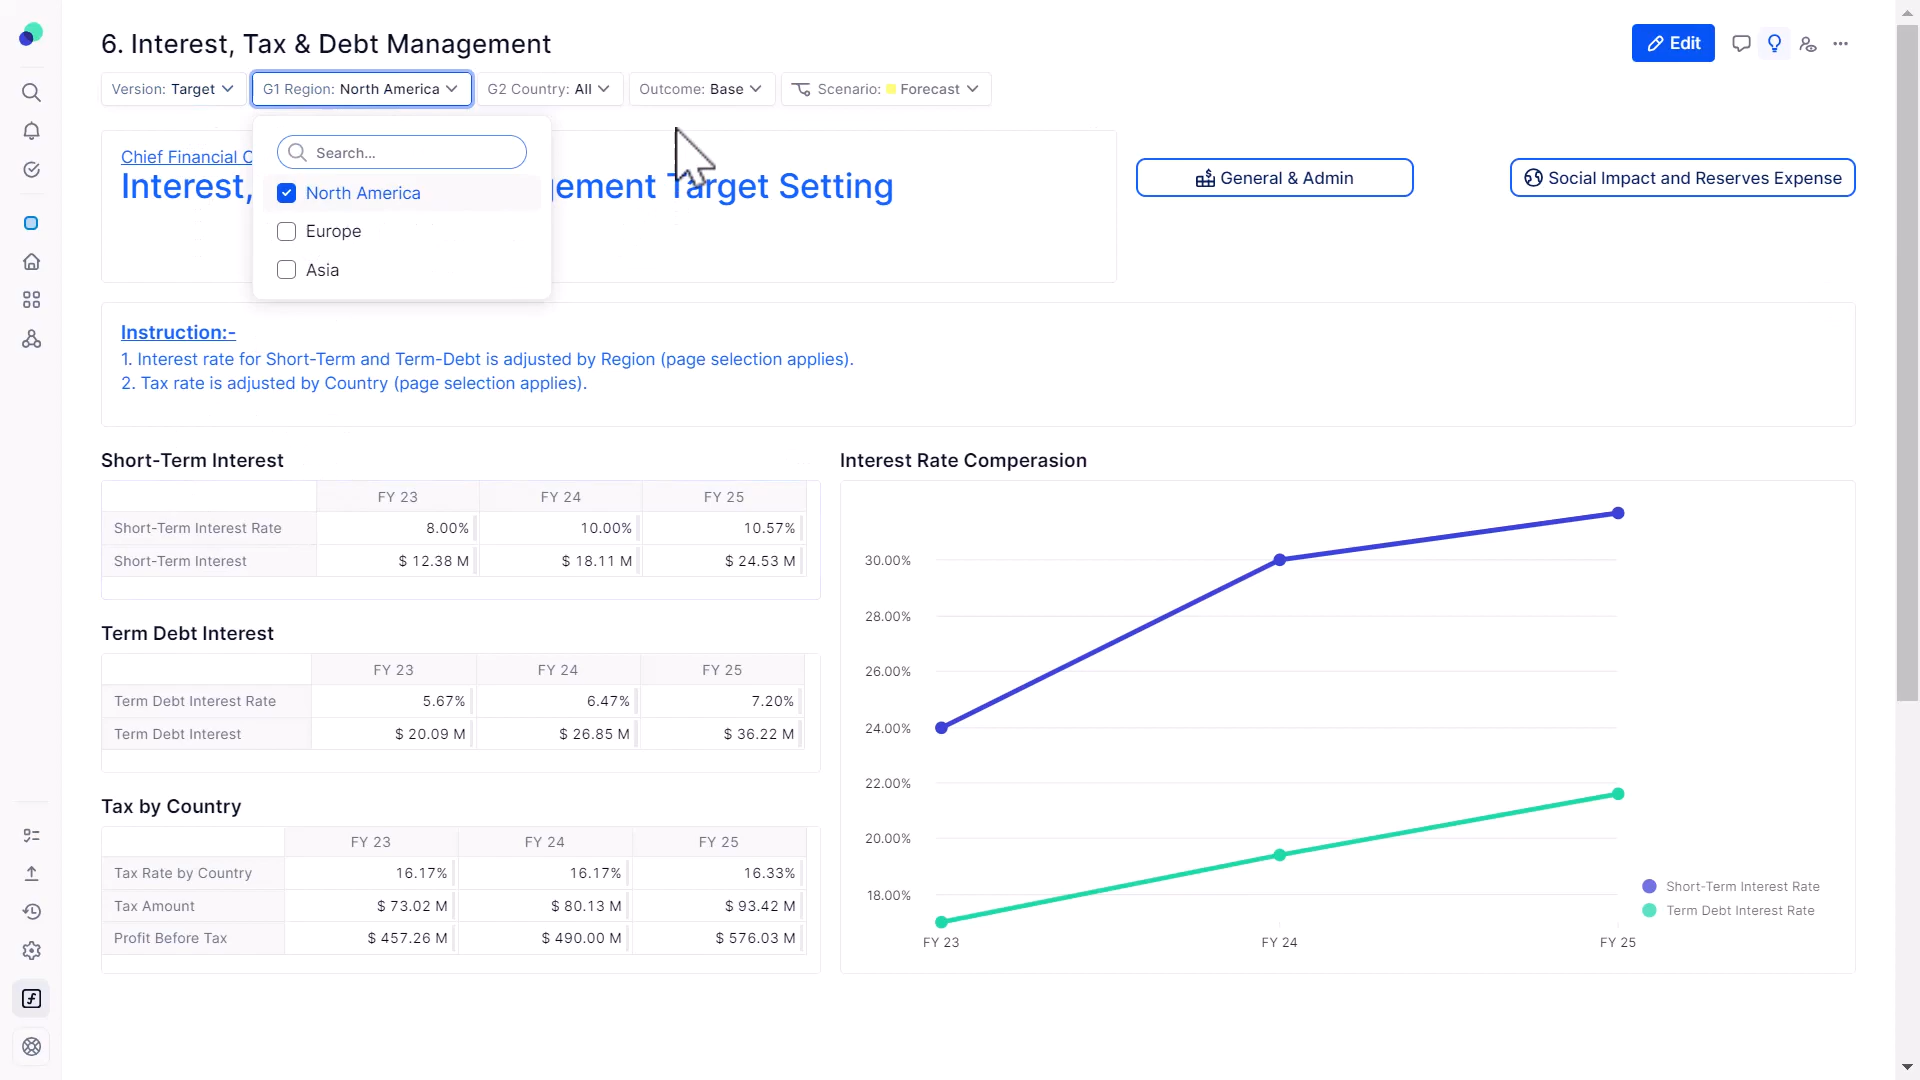 6. Interest, Tax & Debt Management
Edit
Version: Target
G1 Region: North America
G2 Country: All
Outcome: Base
Scenario: Forecast
Search...
North America
Europe
Asia
Chief Financial
Interest, ement Target Setting
General & Admin
Social Impact and Reserves Expense
Instruction:-
1. Interest rate for Short-Term and Term-Debt is adjusted by Region (page selection applies).
2. Tax rate is adjusted by Country (page selection applies).
Short-Term Interest
FY 23 FY 24 FY 25
Short-Term Interest Rate 8.00% 10.00% 10.57%
Short-Term Interest $ 12.38 M $ 18.11 M $ 24.53 M
Term Debt Interest
FY 23 FY 24 FY 25
Term Debt Interest Rate 5.67% 6.47% 7.20%
Term Debt Interest $ 20.09 M $ 26.85 M $ 36.22 M
Tax by Country
FY 23 FY 24 FY 25
Tax Rate by Country 16.17% 16.17% 16.33%
Tax Amount $ 73.02 M $ 80.13 M $ 93.42 M
Profit Before Tax $ 457.26 M $ 490.00 M $ 576.03 M
Interest Rate Comperasion
30.00%
28.00%
26.00%
24.00%
22.00%
20.00%
18.00%
FY 23 FY 24 FY 25
Short-Term Interest Rate
Term Debt Interest Rate